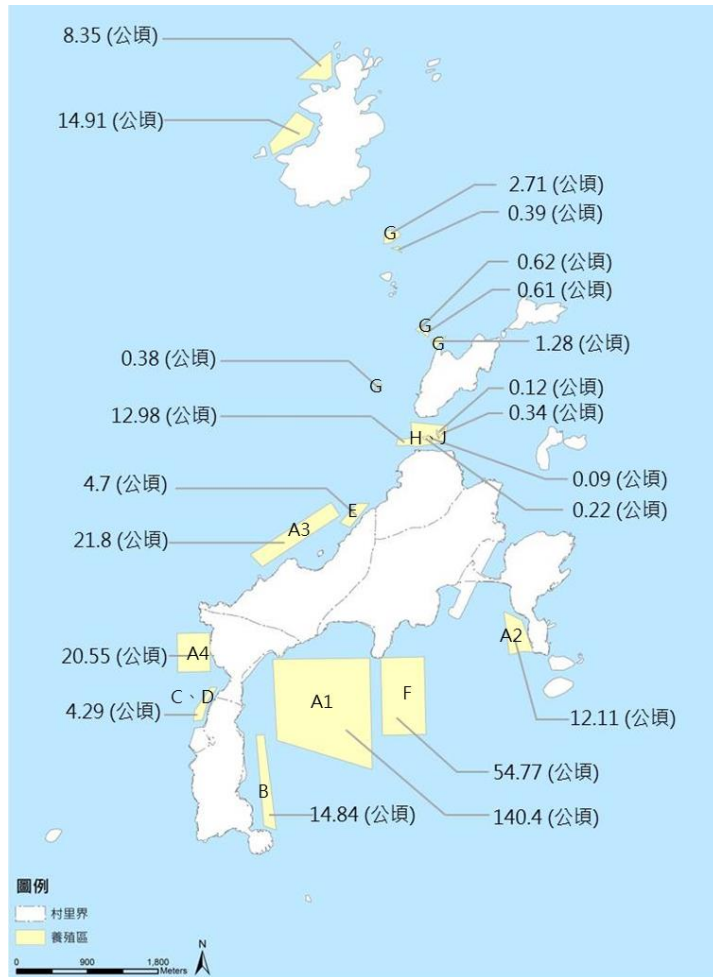 8.35 (公頃)
14.91 (公頃)
2.71 (公頃)
G
0.39 (公頃)
0.62 (公頃)
0.61 (公頃)
G
G
1.28 (公頃)
0.38 (公頃)
G
0.12 (公頃)
12.98 (公頃)
0.34 (公頃)
H
J
0.09 (公頃)
4.7 (公頃)
0.22 (公頃)
E
A3
21.8 (公頃)
A2
A4
20.55 (公頃)
C、D
4.29 (公頃)
A1
F
12.11 (公頃)
54.77 (公頃)
B
14.84 (公頃)
140.4 (公頃)
圖例
村里界
養殖區
0 900 1,800
Meters
N